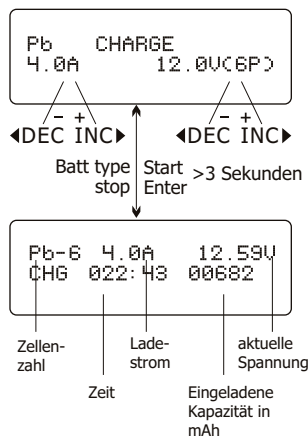 Pb CHARGE
4.0A 12.0V(6P)
- + - +
◀DEC INC▶ ◀DEC INC▶
Batt type stop
Start Enter >3 Sekunden
Pb-6 4.0A 12.59V
CHG 022:43 00682
Zellen-
zahl
Zeit
Lade-
strom
Eingeladene
Kapazität in
mAh
aktuelle
Spannung